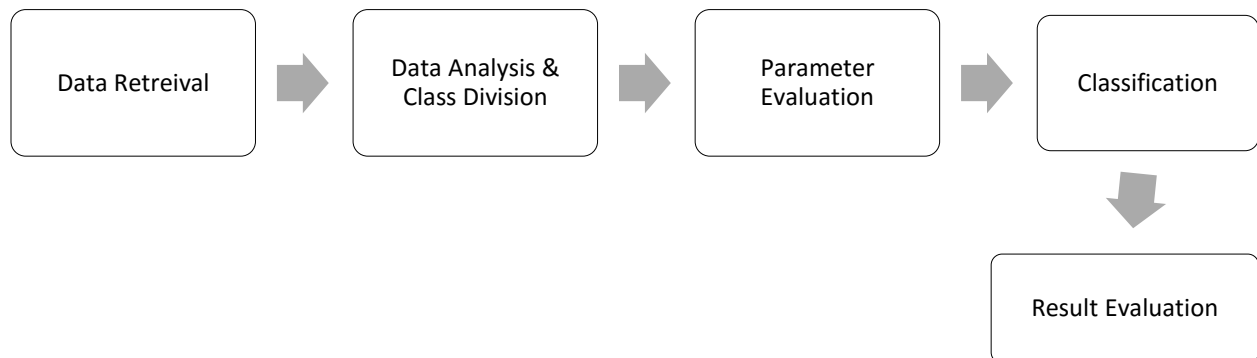 Data Retreival
Data Analysis &
Class Division
Parameter
Evaluation
Classification
Result Evaluation